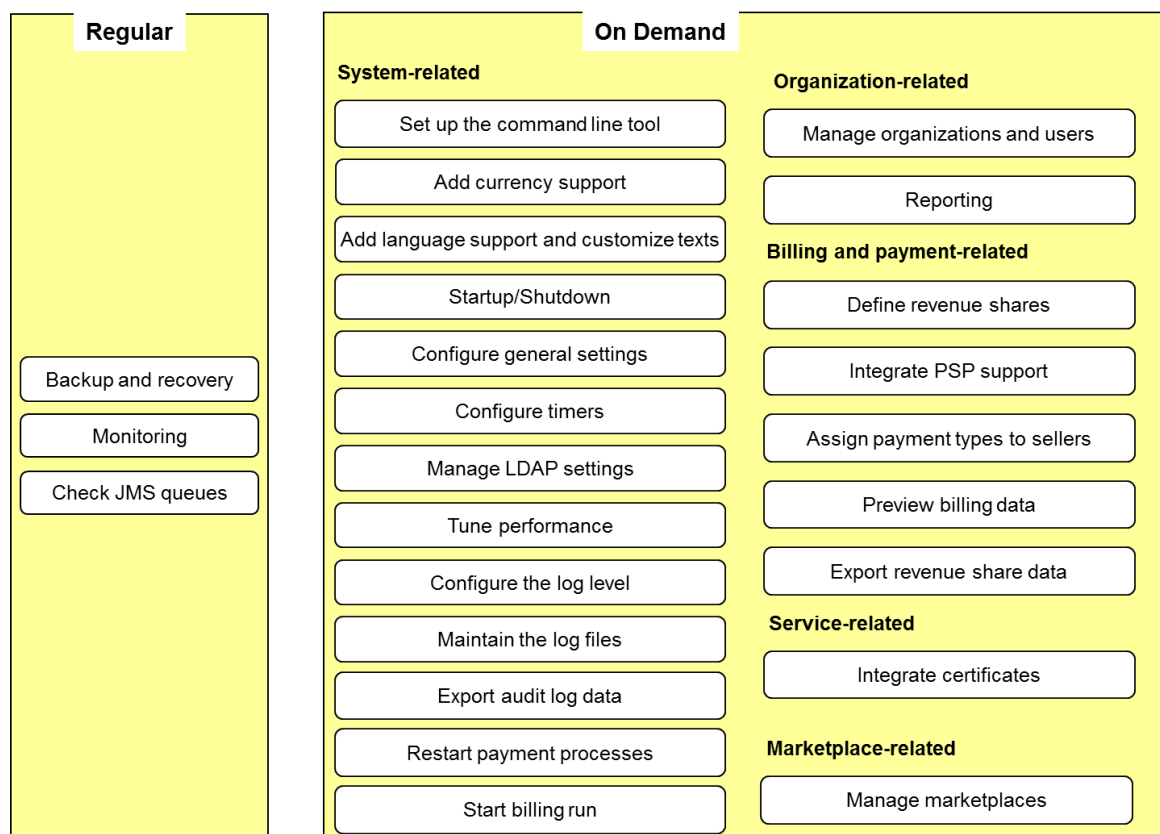 Regular
Backup and recovery
Monitoring
Check JMS queues
On Demand
System-related
Set up the command line tool
Add currency support
Add language support and customize texts
Startup/Shutdown
Configure general settings
Configure timers
Manage LDAP settings
Tune performance
Configure the log level
Maintain the log files
Export audit log data
Restart payment processes
Start billing run
Organization-related
Manage organizations and users
Reporting
Billing and payment-related
Define revenue shares
Integrate PSP support
Assign payment types to sellers
Preview billing data
Export revenue share data
Service-related
Integrate certificates
Marketplace-related
Manage marketplaces